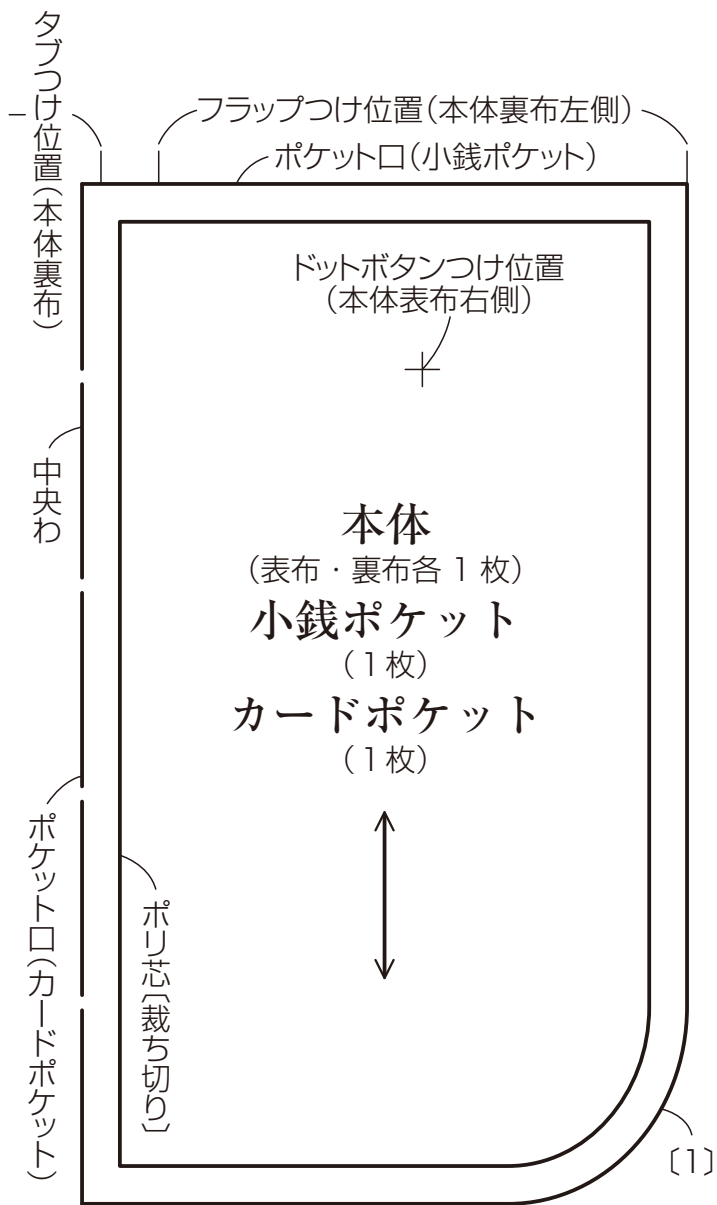 タブつけ位置(本体裏布)
フラップつけ位置(本体裏布左側)
ポケット口(小銭ポケット)
ドットボタンつけ位置
(本体表布右側)
中央わ
本体
(表布・裏布各1枚)
小銭ポケット
(1枚)
カードポケット
(1枚)
ポケット口(カードポケット)
ポリ芯〔裁ち切り〕
〔1〕